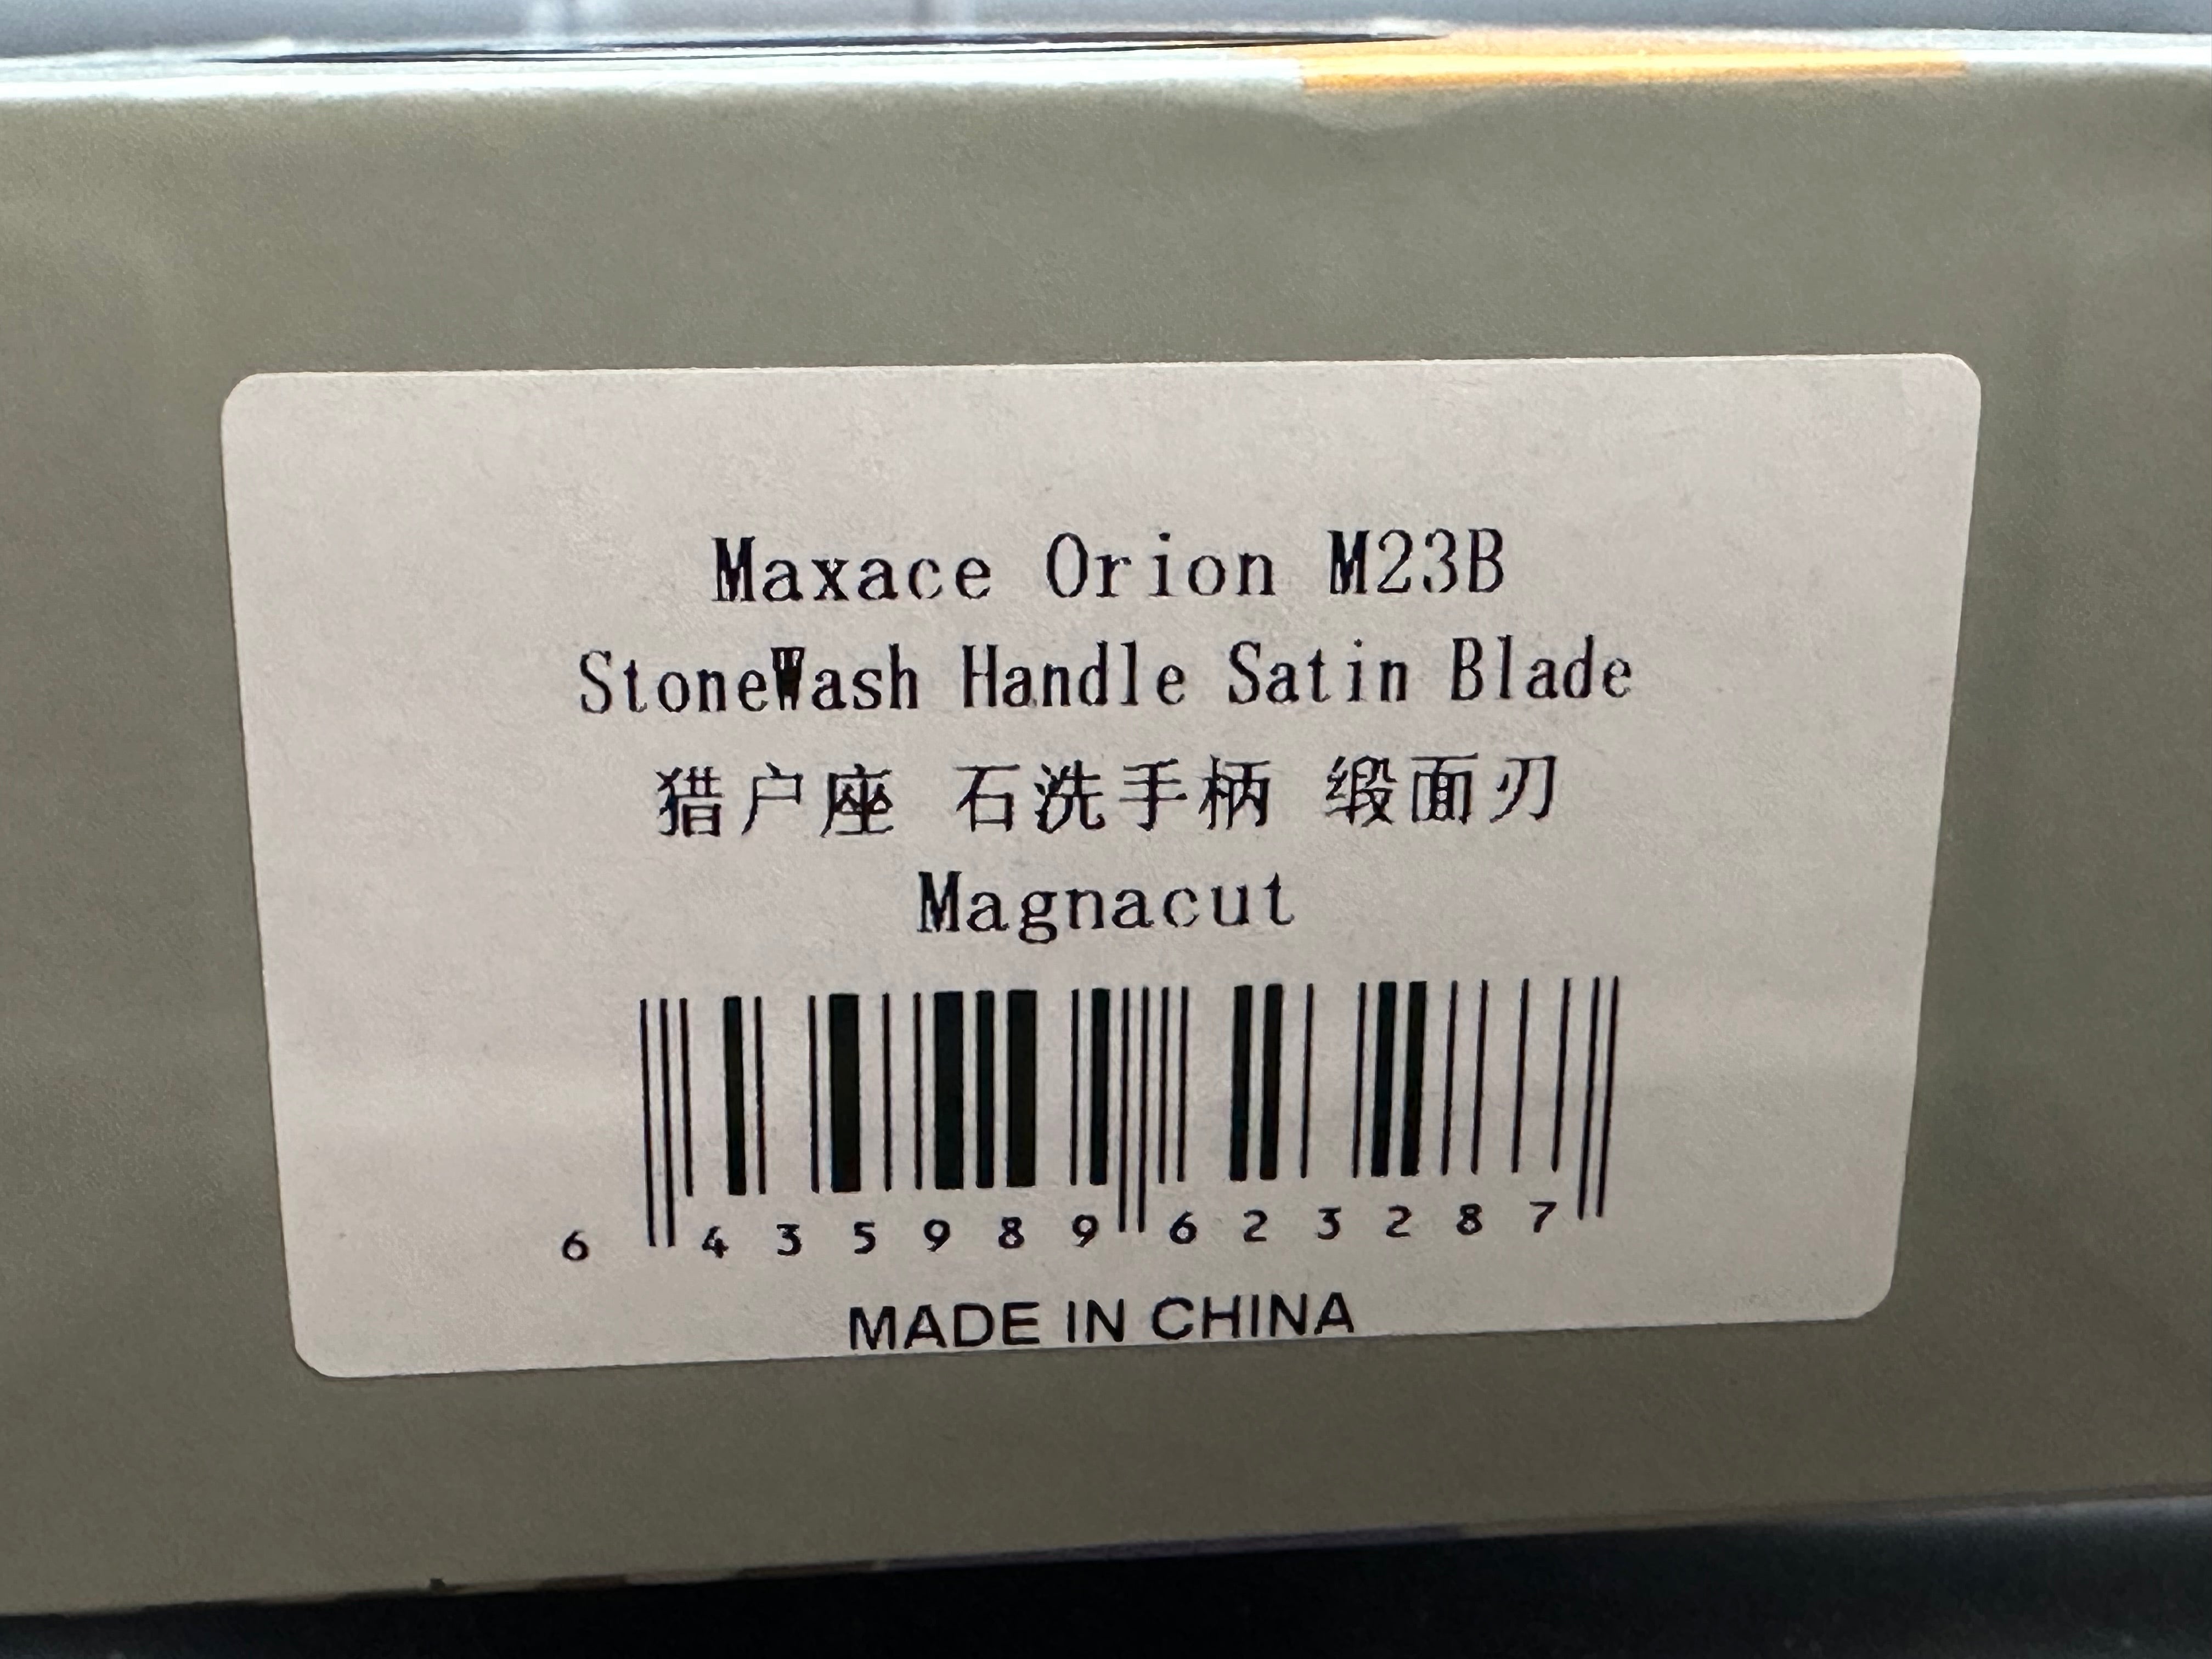 Maxace Orion M23B
StoneWash Handle Satin Blade
猎户座 石洗手柄 缎面刃
Magnacut
6 435989 623287
MADE IN CHINA